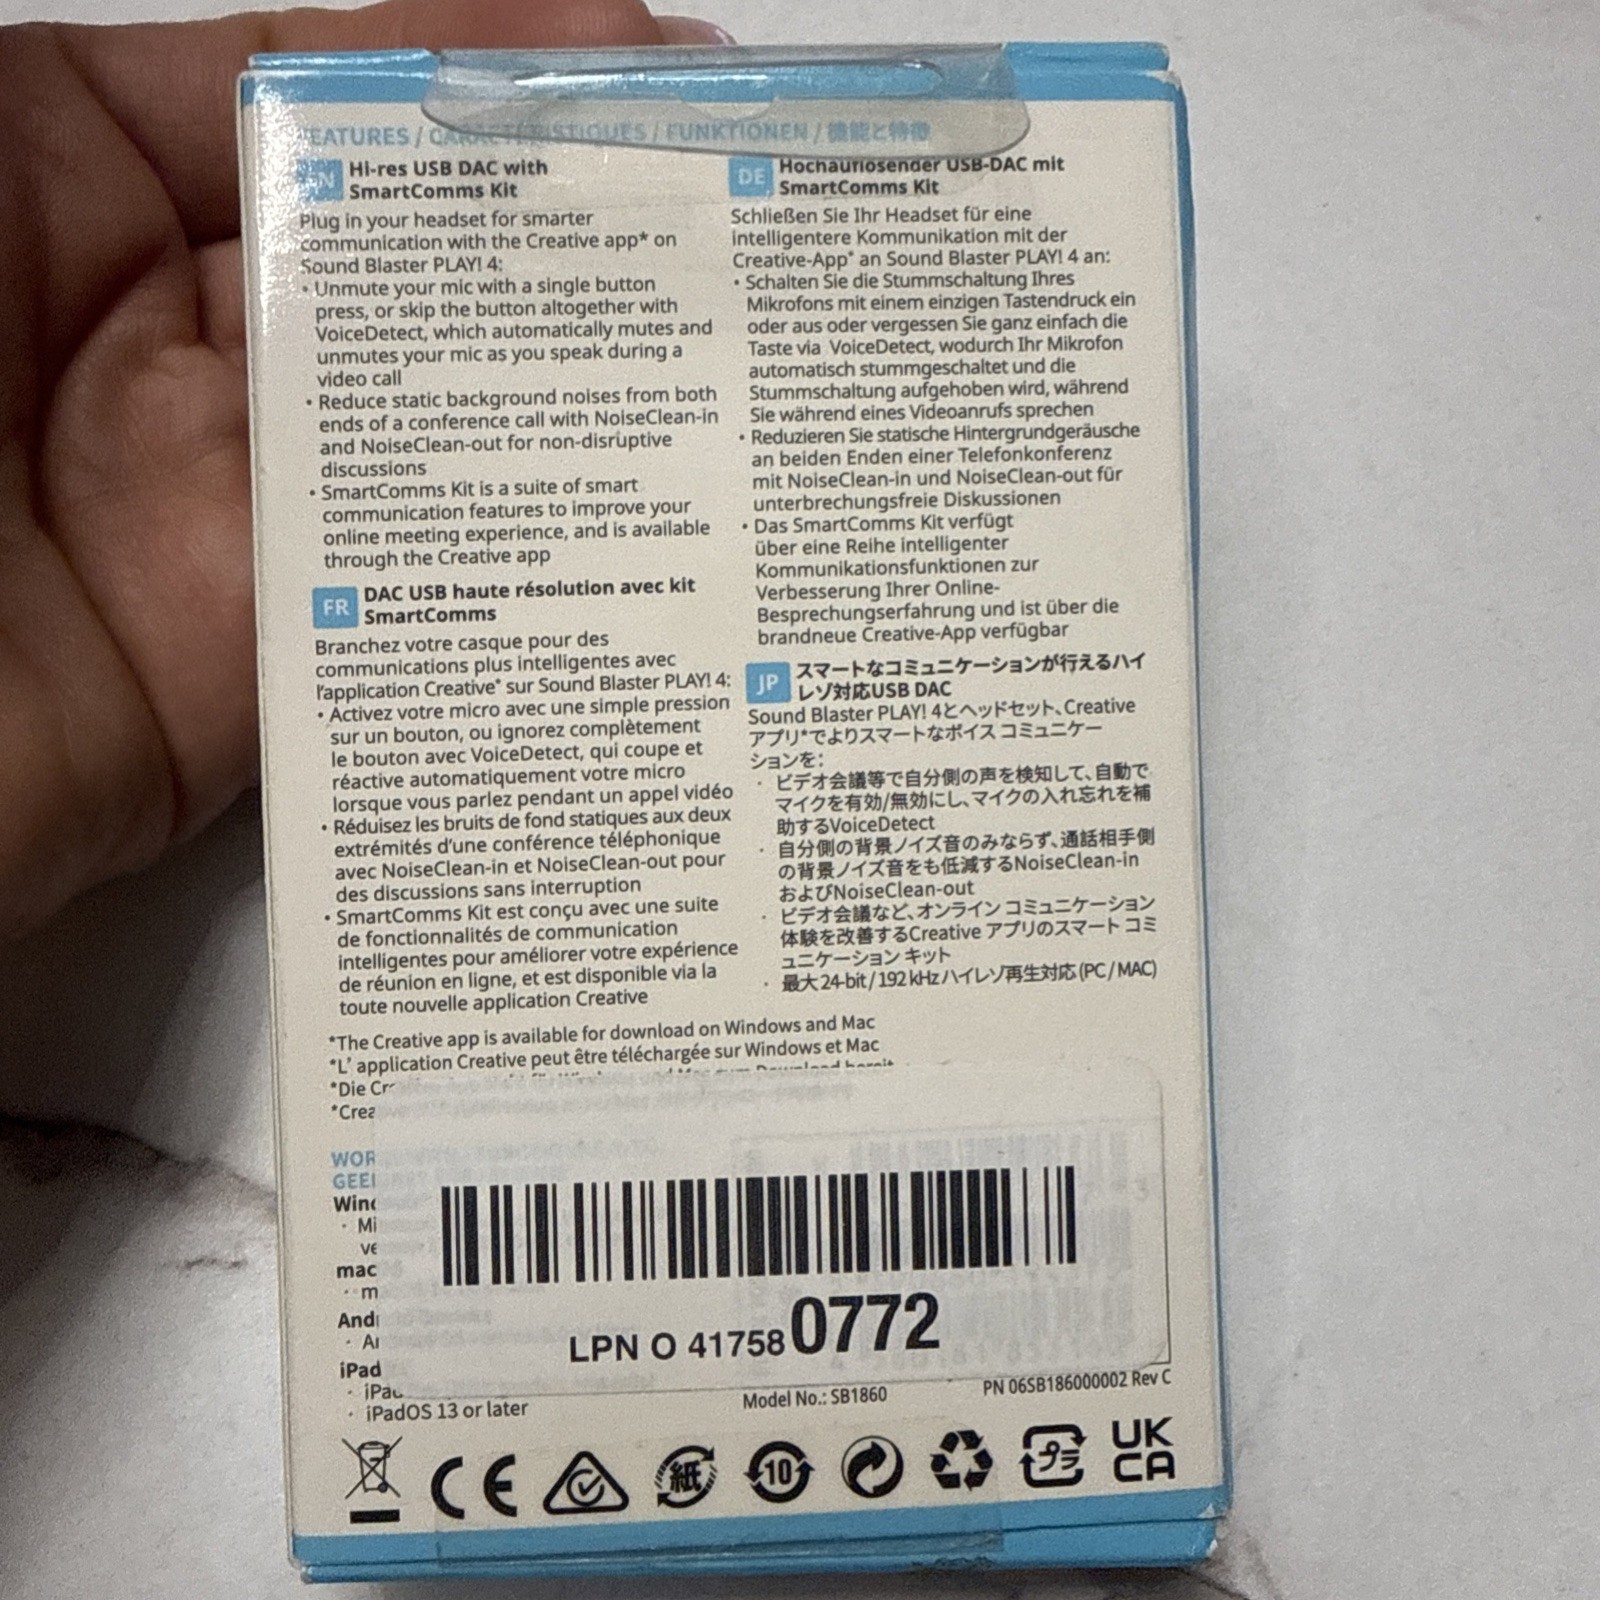 EATURES / CARACTÉRISTIQUES / FUNKTIONEN / 機能と特徴
EN Hi-res USB DAC with
SmartComms Kit
Plug in your headset for smarter
communication with the Creative app* on
Sound Blaster PLAY! 4:
• Unmute your mic with a single button
press, or skip the button altogether with
VoiceDetect, which automatically mutes and
unmutes your mic as you speak during a
video call
• Reduce static background noises from both
ends of a conference call with NoiseClean-in
and NoiseClean-out for non-disruptive
discussions
• SmartComms Kit is a suite of smart
communication features to improve your
online meeting experience, and is available
through the Creative app
FR DAC USB haute résolution avec kit
SmartComms
Branchez votre casque pour des
communications plus intelligentes avec
l'application Creative* sur Sound Blaster PLAY! 4:
• Activez votre micro avec une simple pression
sur un bouton, ou ignorez complètement
le bouton avec VoiceDetect, qui coupe et
réactive automatiquement votre micro
lorsque vous parlez pendant un appel vidéo
• Réduisez les bruits de fond statiques aux deux
extrémités d'une conférence téléphonique
avec NoiseClean-in et NoiseClean-out pour
des discussions sans interruption
• SmartComms Kit est conçu avec une suite
de fonctionnalités de communication
intelligentes pour améliorer votre expérience
de réunion en ligne, et est disponible via la
toute nouvelle application Creative
DE Hochauflösender USB-DAC mit
SmartComms Kit
Schließen Sie Ihr Headset für eine
intelligentere Kommunikation mit der
Creative-App* an Sound Blaster PLAY! 4 an:
• Schalten Sie die Stummschaltung Ihres
Mikrofons mit einem einzigen Tastendruck ein
oder aus oder vergessen Sie ganz einfach die
Taste via VoiceDetect, wodurch Ihr Mikrofon
automatisch stummgeschaltet und die
Stummschaltung aufgehoben wird, während
Sie während eines Videoanrufs sprechen
• Reduzieren Sie statische Hintergrundgeräusche
an beiden Enden einer Telefonkonferenz
mit NoiseClean-in und NoiseClean-out für
unterbrechungsfreie Diskussionen
• Das SmartComms Kit verfügt
über eine Reihe intelligenter
Kommunikationsfunktionen zur
Verbesserung Ihrer Online-
Besprechungserfahrung und ist über die
brandneue Creative-App verfügbar
JP スマートなコミュニケーションが行えるハイ
レゾ対応USB DAC
Sound Blaster PLAY! 4とヘッドセット、Creative
アプリ*でよりスマートなボイス コミュニケー
ションを:
・ ビデオ会議等で自分側の声を検知して、自動で
マイクを有効/無効にし、マイクの入れ忘れを補
助するVoiceDetect
・ 自分側の背景ノイズ音のみならず、通話相手側
の背景ノイズ音をも低減するNoiseClean-in
およびNoiseClean-out
・ ビデオ会議など、オンライン コミュニケーション
体験を改善するCreative アプリのスマート コミ
ュニケーション キット
・ 最大 24-bit / 192 kHz ハイレゾ再生対応 (PC / MAC)
*The Creative app is available for download on Windows and Mac
*L' application Creative peut être téléchargée sur Windows et Mac
*Die Cr
*Crea
WOR
GEEI
Wind
· Mi
ve
mac
· m
Andi
· Ai
iPad
· iPad
· iPadOS 13 or later
LPN O 417580772
Model No.: SB1860
PN 06SB186000002 Rev C
CE
紙
10
プラ
UK
CA